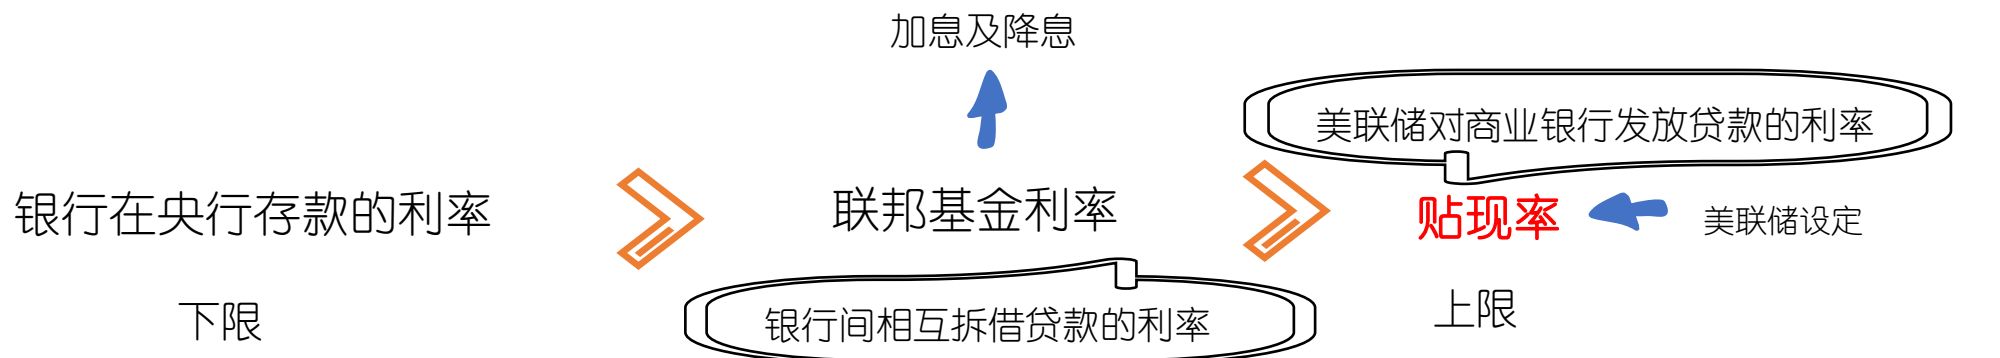 加息及降息
美联储对商业银行发放贷款的利率
银行在央行存款的利率
联邦基金利率
贴现率
美联储设定
下限
银行间相互拆借贷款的利率
上限